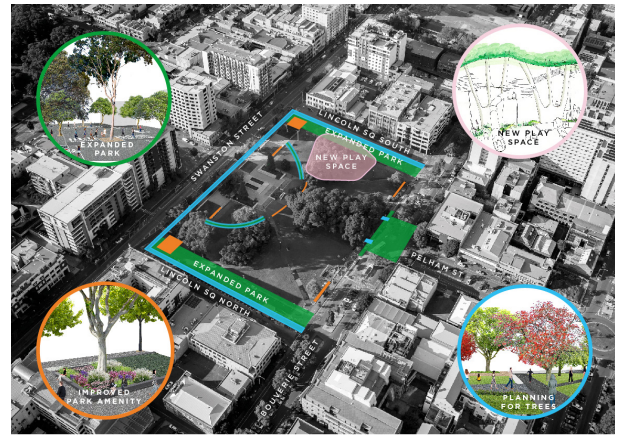 EXPANDED
PARK
NEW PLAY
SPACE
SWANSTON STREET
LINCOLN SQ SOUTH
EXPANDED PARK
NEW PLAY
SPACE
EXPANDED PARK
LINCOLN SQ NORTH
PELHAM ST
BOUVERIE STREET
IMPROVED
PARK AMENITY
PLANNING
FOR TREES